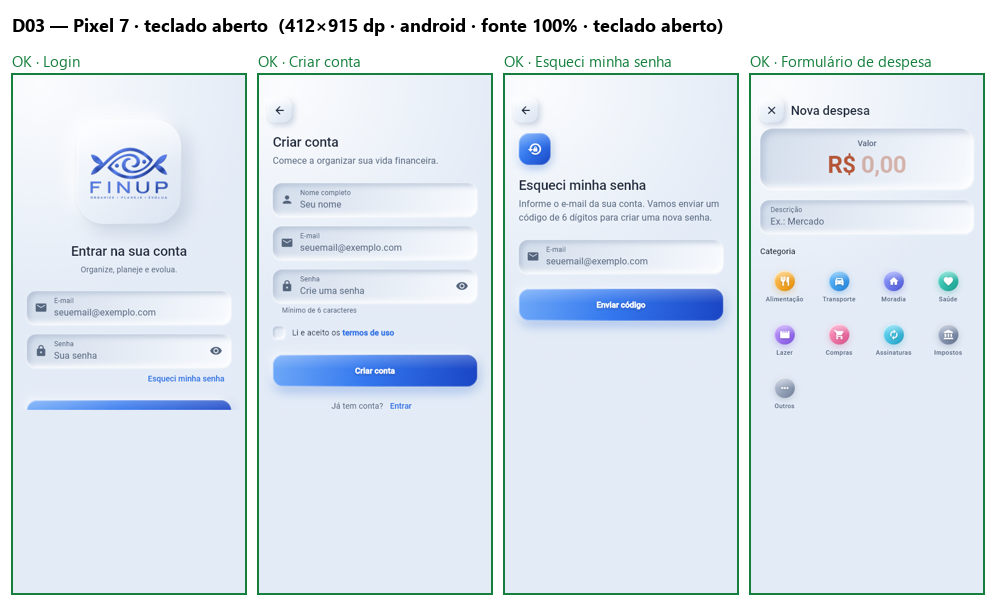 D03 — Pixel 7 · teclado aberto (412×915 dp · android · fonte 100% · teclado aberto)
OK · Login
FINUP
ORGANIZE • PLANEJE • EVOLUA
Entrar na sua conta
Organize, planeje e evolua.
E-mail
seuemail@exemplo.com
Senha
Sua senha
Esqueci minha senha
OK · Criar conta
Criar conta
Comece a organizar sua vida financeira.
Nome completo
Seu nome
E-mail
seuemail@exemplo.com
Senha
Crie uma senha
Mínimo de 6 caracteres
Li e aceito os termos de uso
Criar conta
Já tem conta? Entrar
OK · Esqueci minha senha
Esqueci minha senha
Informe o e-mail da sua conta. Vamos enviar um
código de 6 dígitos para criar uma nova senha.
E-mail
seuemail@exemplo.com
Enviar código
OK · Formulário de despesa
Nova despesa
Valor
R$ 0,00
Descrição
Ex.: Mercado
Categoria
Alimentação Transporte Moradia Saúde
Lazer Compras Assinaturas Impostos
Outros